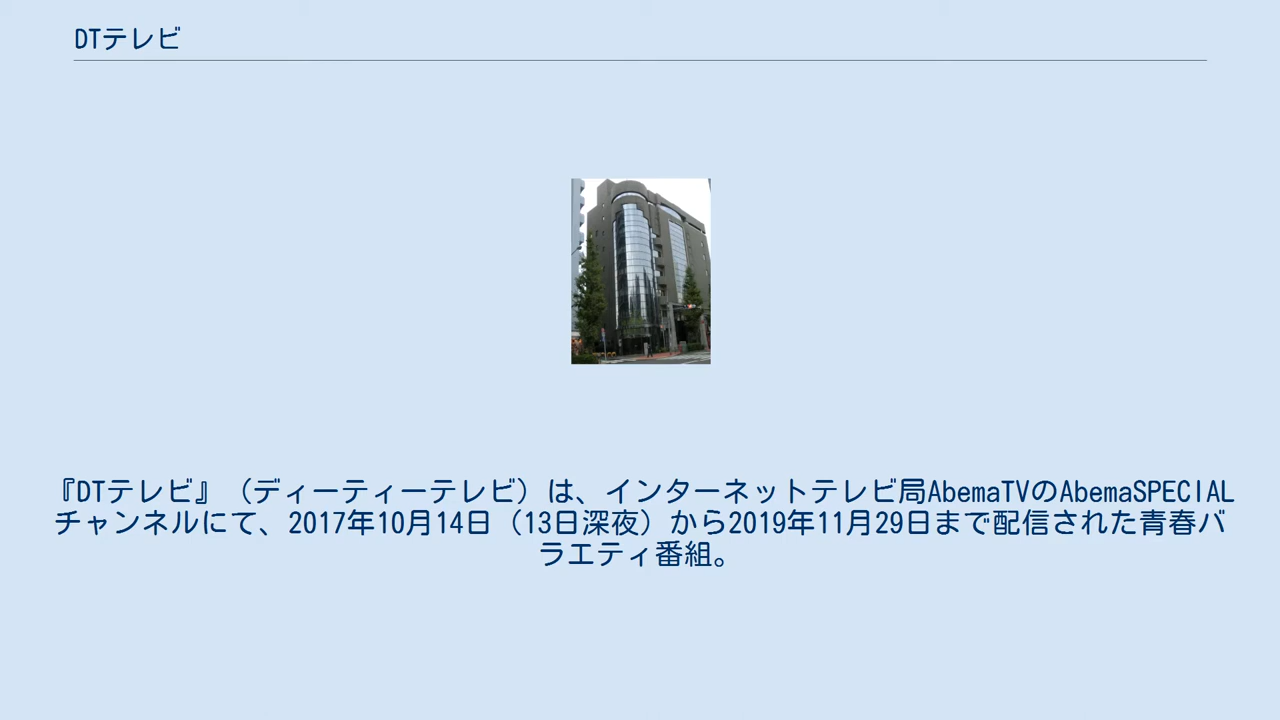 DTテレビ
『DTテレビ』（ディーティーテレビ）は、インターネットテレビ局AbemaTVのAbemaSPECIAL
チャンネルにて、2017年10月14日（13日深夜）から2019年11月29日まで配信された青春バ
ラエティ番組。